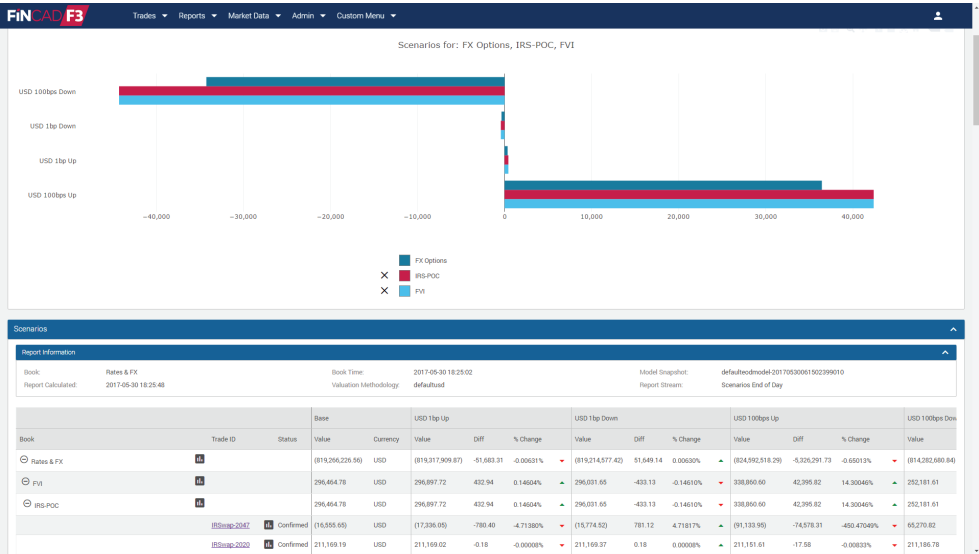 FINCAD F3 Trades Reports Market Data Admin Custom Menu
Scenarios for: FX Options, IRS-POC, FVI
USD 100bps Down
USD 1bp Down
USD 1bp Up
USD 100bps Up
−40,000 −30,000 −20,000 −10,000 0 10,000 20,000 30,000 40,000
FX Options
IRS-POC
FVI
Scenarios
Report Information
Book: Rates & FX Book Time: 2017-05-30 18:25:02 Model Snapshot: defaulteodmodel-20170530061502399010
Report Calculated: 2017-05-30 18:25:48 Valuation Methodology: defaultusd Report Stream: Scenarios End of Day
Base USD 1bp Up USD 1bp Down USD 100bps Up USD 100bps Dow
Book Trade ID Status Value Currency Value Diff % Change Value Diff % Change Value Diff % Change Value
Rates & FX (819,266,226.56) USD (819,317,909.87) -51,683.31 -0.00631% (819,214,577.42) 51,649.14 0.00630% (824,592,518.29) -5,326,291.73 -0.65013% (814,282,680.84)
FVI 296,464.78 USD 296,897.72 432.94 0.14604% 296,031.65 -433.13 -0.14610% 338,860.60 42,395.82 14.30046% 252,181.61
IRS-POC 296,464.78 USD 296,897.72 432.94 0.14604% 296,031.65 -433.13 -0.14610% 338,860.60 42,395.82 14.30046% 252,181.61
IRSwap-2047 Confirmed (16,555.65) USD (17,336.05) -780.40 -4.71380% (15,774.52) 781.12 4.71817% (91,133.95) -74,578.31 -450.47049% 65,270.82
IRSwap-2020 Confirmed 211,169.19 USD 211,169.02 -0.18 -0.00008% 211,169.37 0.18 0.00008% 211,151.61 -17.58 -0.00833% 211,186.78